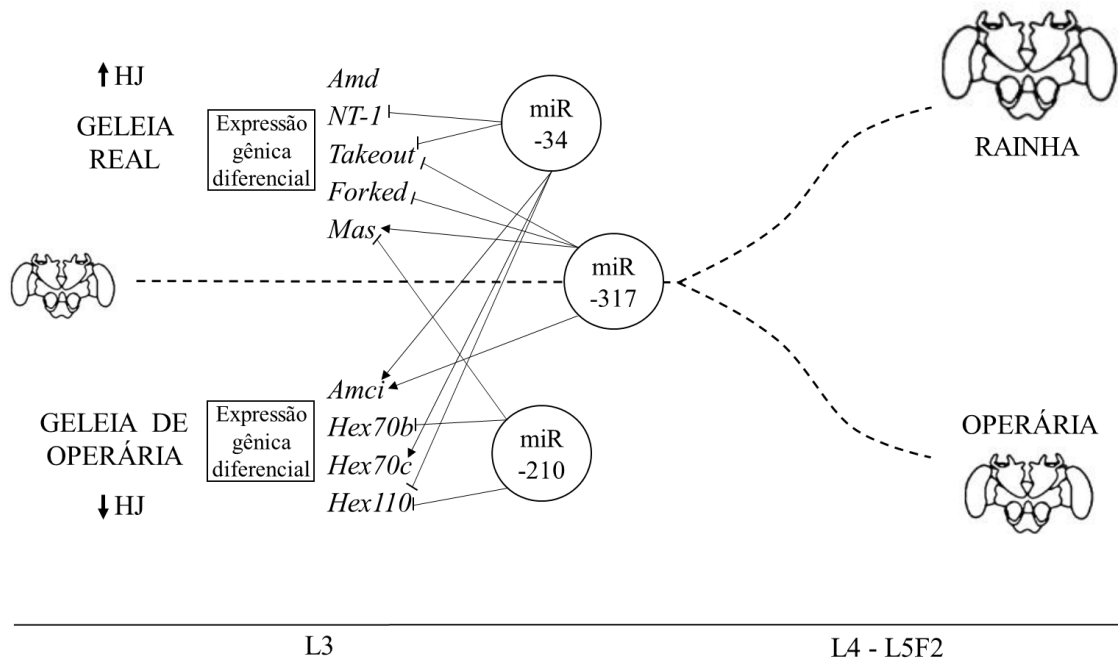 ↑ HJ
GELEIA
REAL
Expressão
gênica
diferencial
Amd
NT-1
Takeout
Forked
Mas
miR
-34
miR
-317
RAINHA
GELEIA DE
OPERÁRIA
↓ HJ
Expressão
gênica
diferencial
Amci
Hex70b
Hex70c
Hex110
miR
-210
OPERÁRIA
L3
L4 - L5F2